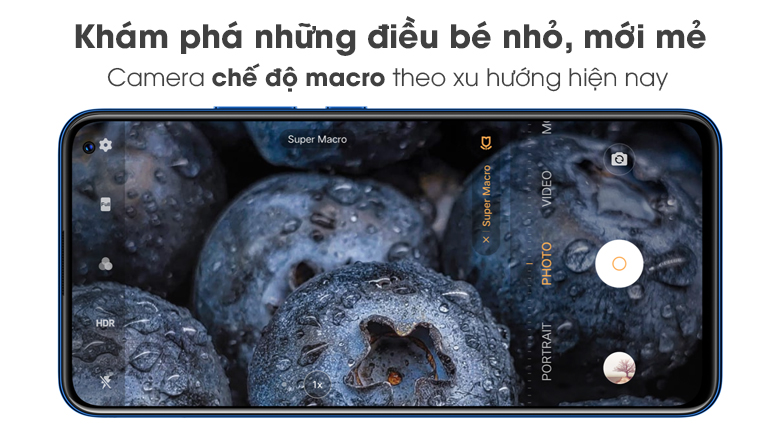 Khám phá những điều bé nhỏ, mới mẻ
Camera chế độ macro theo xu hướng hiện nay
Super Macro
× | Super Macro
MO
VIDEO
PHOTO
PORTRAIT
HDR
1x